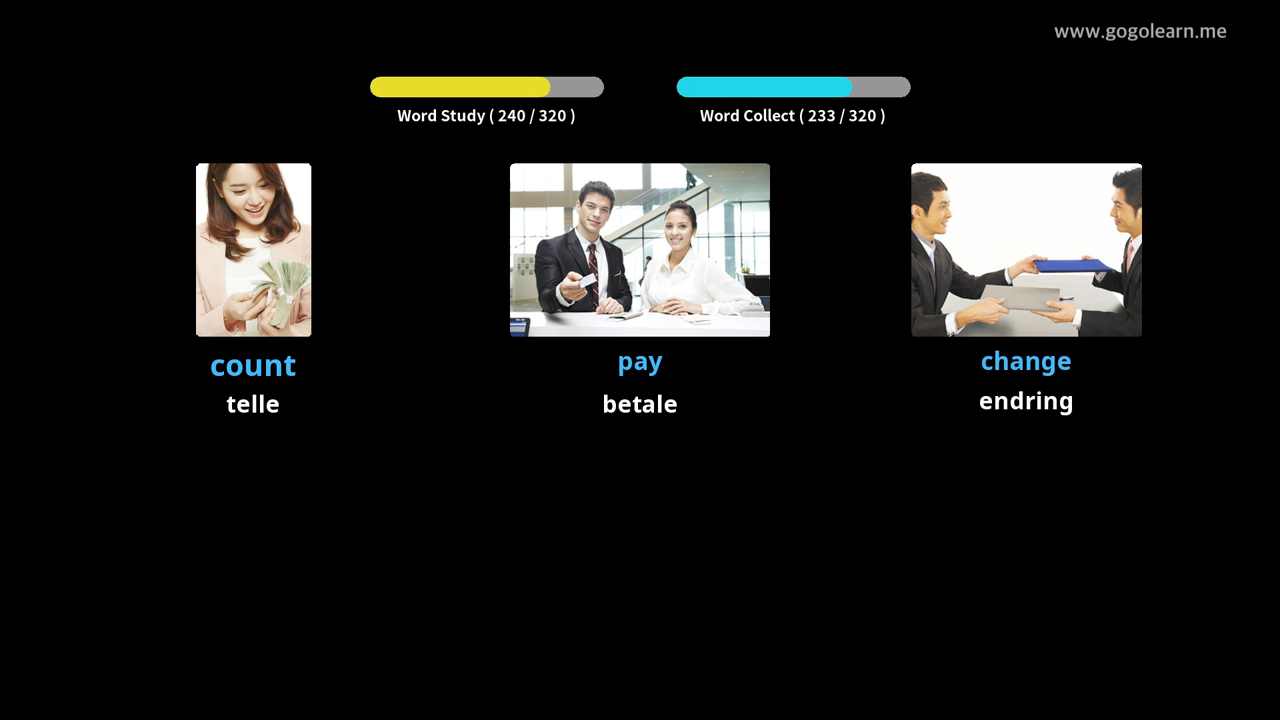 www.gogolearn.me
Word Study ( 240 / 320 )
Word Collect ( 233 / 320 )
count
telle
pay
betale
change
endring